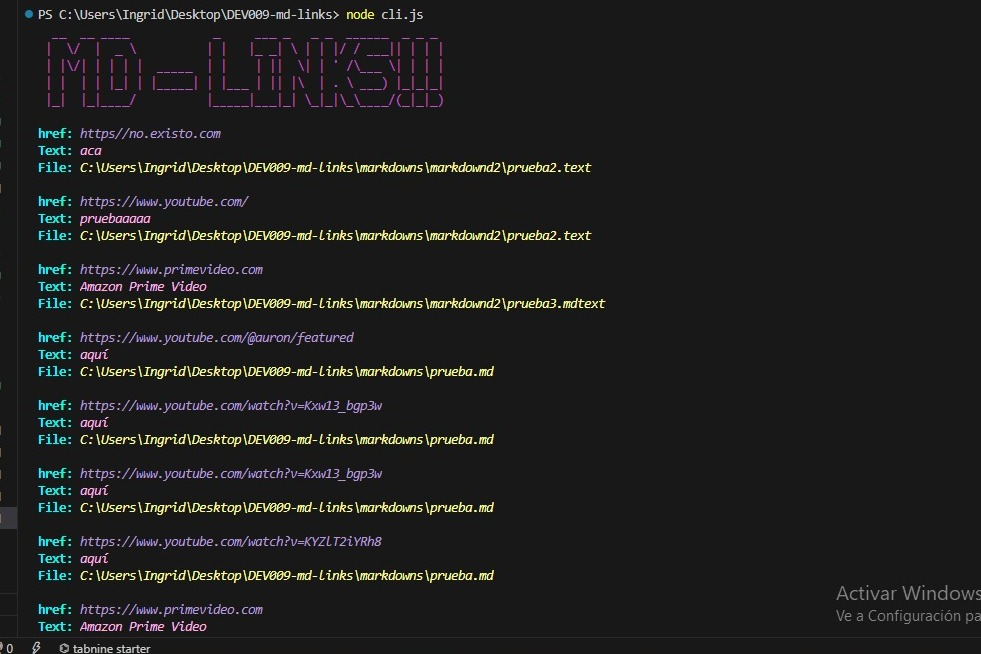 PS C:\Users\Ingrid\Desktop\DEV009-md-links> node cli.js
MD-LINKS!!!
href: https//no.existo.com
Text: aca
File: C:\Users\Ingrid\Desktop\DEV009-md-links\markdowns\markdownd2\prueba2.text
href: https://www.youtube.com/
Text: pruebaaaaa
File: C:\Users\Ingrid\Desktop\DEV009-md-links\markdowns\markdownd2\prueba2.text
href: https://www.primevideo.com
Text: Amazon Prime Video
File: C:\Users\Ingrid\Desktop\DEV009-md-links\markdowns\markdownd2\prueba3.mdtext
href: https://www.youtube.com/@auron/featured
Text: aquí
File: C:\Users\Ingrid\Desktop\DEV009-md-links\markdowns\prueba.md
href: https://www.youtube.com/watch?v=Kxw13_bgp3w
Text: aquí
File: C:\Users\Ingrid\Desktop\DEV009-md-links\markdowns\prueba.md
href: https://www.youtube.com/watch?v=Kxw13_bgp3w
Text: aquí
File: C:\Users\Ingrid\Desktop\DEV009-md-links\markdowns\prueba.md
href: https://www.youtube.com/watch?v=KYZlT2iYRh8
Text: aquí
File: C:\Users\Ingrid\Desktop\DEV009-md-links\markdowns\prueba.md
href: https://www.primevideo.com
Text: Amazon Prime Video
Activar Windows
Ve a Configuración pa
0 tabnine starter